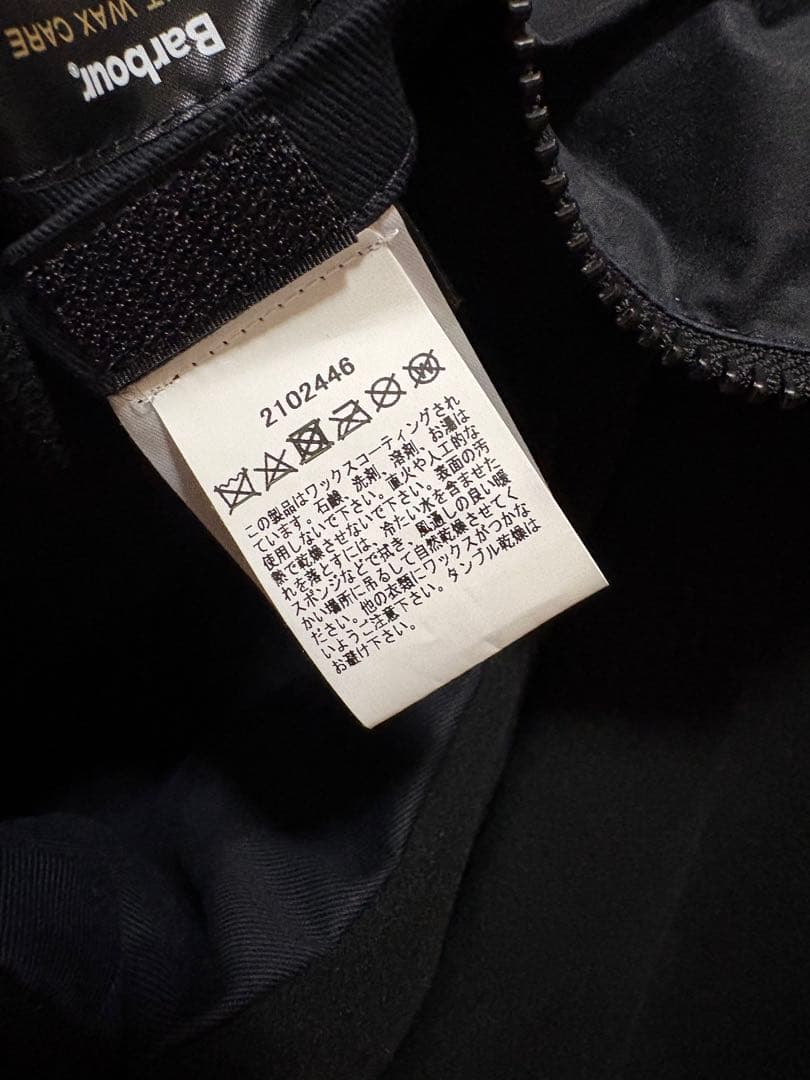 Barbour
T WAX CARE
2102446
この製品はワックスコーティングされ
ています。石鹸、洗剤、溶剤、お湯は
使用しないで下さい。直火や人工的な
熱で乾燥させないで下さい。表面の汚
れを落とすには、冷たい水を含ませた
スポンジなどで拭き、風通しの良い暖
かい場所に吊るして自然乾燥させてく
ださい。他の衣類にワックスがつかな
いようご注意下さい。タンブル乾燥は
お避け下さい。